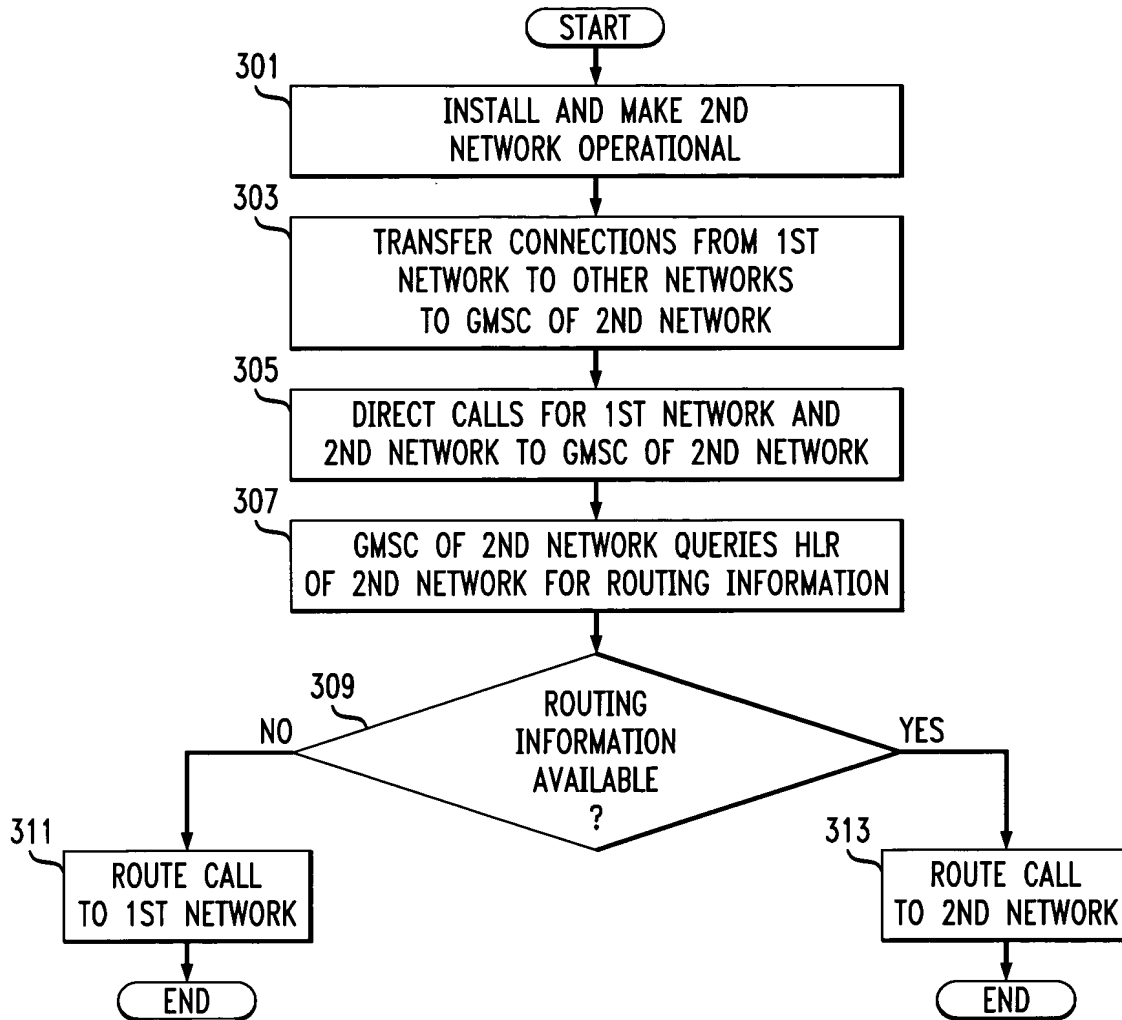 START
301
INSTALL AND MAKE 2ND
NETWORK OPERATIONAL
303
TRANSFER CONNECTIONS FROM 1ST
NETWORK TO OTHER NETWORKS
TO GMSC OF 2ND NETWORK
305
DIRECT CALLS FOR 1ST NETWORK AND
2ND NETWORK TO GMSC OF 2ND NETWORK
307
GMSC OF 2ND NETWORK QUERIES HLR
OF 2ND NETWORK FOR ROUTING INFORMATION
309
ROUTING
INFORMATION
AVAILABLE
?
NO
YES
311
ROUTE CALL
TO 1ST NETWORK
END
313
ROUTE CALL
TO 2ND NETWORK
END